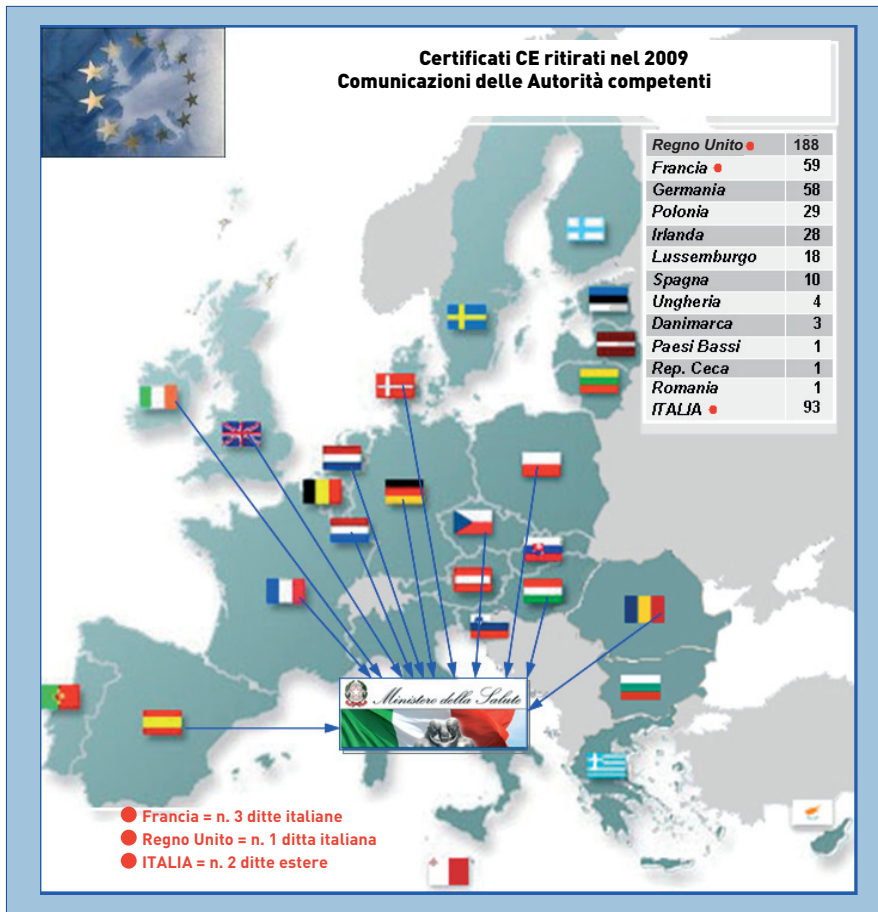 Certificati CE ritirati nel 2009
Comunicazioni delle Autorità competenti
Regno Unito 188
Francia 59
Germania 58
Polonia 29
Irlanda 28
Lussemburgo 18
Spagna 10
Ungheria 4
Danimarca 3
Paesi Bassi 1
Rep. Ceca 1
Romania 1
ITALIA 93
Ministero della Salute
Francia = n. 3 ditte italiane
Regno Unito = n. 1 ditta italiana
ITALIA = n. 2 ditte estere